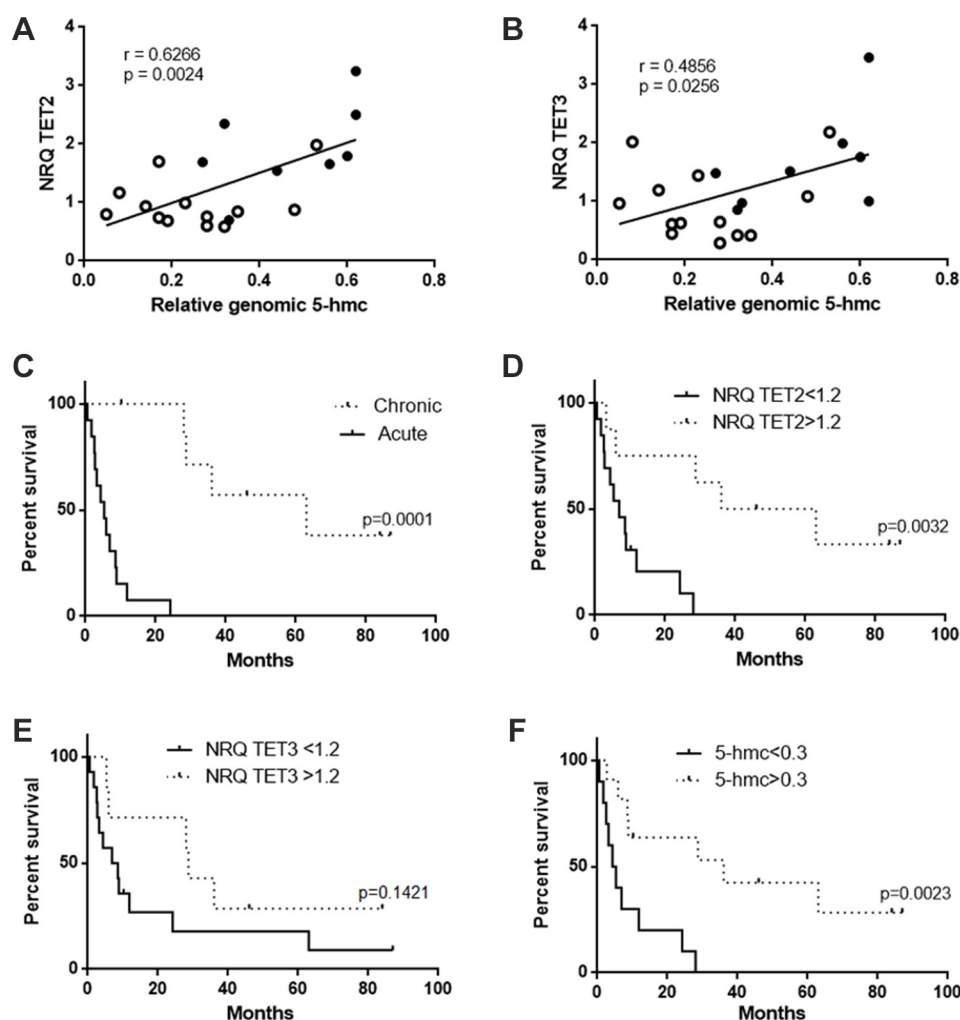 A
4
3
2
1
0
NRQ TET2
r = 0.6266
p = 0.0024
0.0 0.2 0.4 0.6 0.8
Relative genomic 5-hmc
B
4
3
2
1
0
NRQ TET3
r = 0.4856
p = 0.0256
0.0 0.2 0.4 0.6 0.8
Relative genomic 5-hmc
C
100
50
0
Percent survival
Chronic
Acute
p=0.0001
0 20 40 60 80 100
Months
D
100
50
0
Percent survival
NRQ TET2<1.2
NRQ TET2>1.2
p=0.0032
0 20 40 60 80 100
Months
E
100
50
0
Percent survival
NRQ TET3 <1.2
NRQ TET3 >1.2
p=0.1421
0 20 40 60 80 100
Months
F
100
50
0
Percent survival
5-hmc<0.3
5-hmc>0.3
p=0.0023
0 20 40 60 80 100
Months